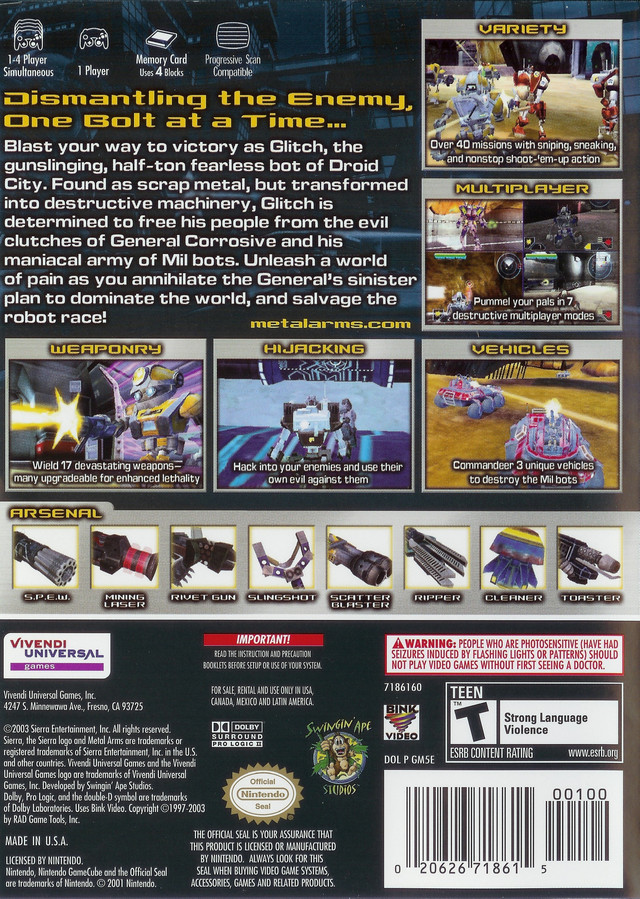 1-4 Player
Simultaneous
1 Player
Memory Card
Uses 4 Blocks
Progressive Scan
Compatible
Dismantling the Enemy,
One Bolt at a Time...
Blast your way to victory as Glitch, the
gunslinging, half-ton fearless bot of Droid
City. Found as scrap metal, but transformed
into destructive machinery, Glitch is
determined to free his people from the evil
clutches of General Corrosive and his
maniacal army of Mil bots. Unleash a world
of pain as you annihilate the General's sinister
plan to dominate the world, and salvage the
robot race!
metalarms.com
VARIETY
Over 40 missions with sniping, sneaking,
and nonstop shoot-'em-up action
MULTIPLAYER
Pummel your pals in 7
destructive multiplayer modes
WEAPONRY
Wield 17 devastating weapons—
many upgradeable for enhanced lethality
HIJACKING
Hack into your enemies and use their
own evil against them
VEHICLES
Commandeer 3 unique vehicles
to destroy the Mil bots
ARSENAL
S.P.E.W.
MINING
LASER
RIVET GUN
SLINGSHOT
SCATTER
BLASTER
RIPPER
CLEANER
TOASTER
VIVENDI
UNIVERSAL
games
Vivendi Universal Games, Inc.
4247 S. Minnewawa Ave., Fresno, CA 93725
©2003 Sierra Entertainment, Inc. All rights reserved.
Sierra, the Sierra logo and Metal Arms are trademarks or
registered trademarks of Sierra Entertainment, Inc. in the U.S.
and other countries. Vivendi Universal Games and the Vivendi
Universal Games logo are trademarks of Vivendi Universal
Games, Inc. Developed by Swingin' Ape Studios.
Dolby, Pro Logic, and the double-D symbol are trademarks
of Dolby Laboratories. Uses Bink Video. Copyright ©1997-2003
by RAD Game Tools, Inc.
MADE IN U.S.A.
LICENSED BY NINTENDO.
Nintendo, Nintendo GameCube and the Official Seal
are trademarks of Nintendo. © 2001 Nintendo.
IMPORTANT!
READ THE INSTRUCTION AND PRECAUTION
BOOKLETS BEFORE SETUP OR USE OF YOUR SYSTEM.
FOR SALE, RENTAL AND USE ONLY IN USA,
CANADA, MEXICO AND LATIN AMERICA.
DOLBY
SURROUND
PRO LOGIC II
SWINGIN' APE
STUDIOS
Official
Nintendo
Seal
THE OFFICIAL SEAL IS YOUR ASSURANCE THAT
THIS PRODUCT IS LICENSED OR MANUFACTURED
BY NINTENDO. ALWAYS LOOK FOR THIS
SEAL WHEN BUYING VIDEO GAME SYSTEMS,
ACCESSORIES, GAMES AND RELATED PRODUCTS.
WARNING: PEOPLE WHO ARE PHOTOSENSITIVE (HAVE HAD
SEIZURES INDUCED BY FLASHING LIGHTS OR PATTERNS) SHOULD
NOT PLAY VIDEO GAMES WITHOUT FIRST SEEING A DOCTOR.
7186160
BINK
VIDEO
DOL P GM5E
TEEN
T
TM
Strong Language
Violence
ESRB CONTENT RATING
www.esrb.org
00100
0 20626 71861 5